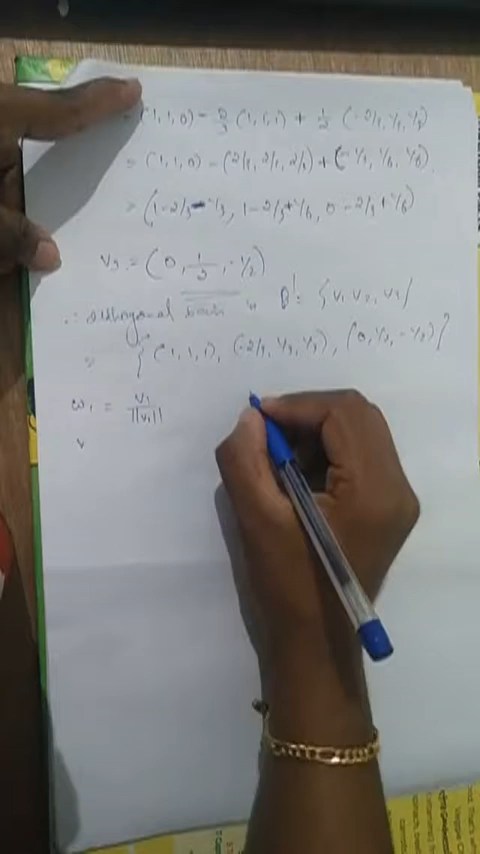 = (1,1,0) - 2/3 (1,1,1) + 1/2 (-2/3, 1/3, 1/3)
= (1,1,0) - (2/3, 2/3, 2/3) + (-1/3, 1/6, 1/6)
= (1-2/3-1/3, 1-2/3+1/6, 0-2/3+1/6)
v3 = (0, 1/2, -1/2)
∴ orthogonal basis is B' = {v1 v2, v3}
= {(1,1,1), (-2/3, 1/3, 1/3), (0, 1/2, -1/2)}
w1 = v1/||v1||
v